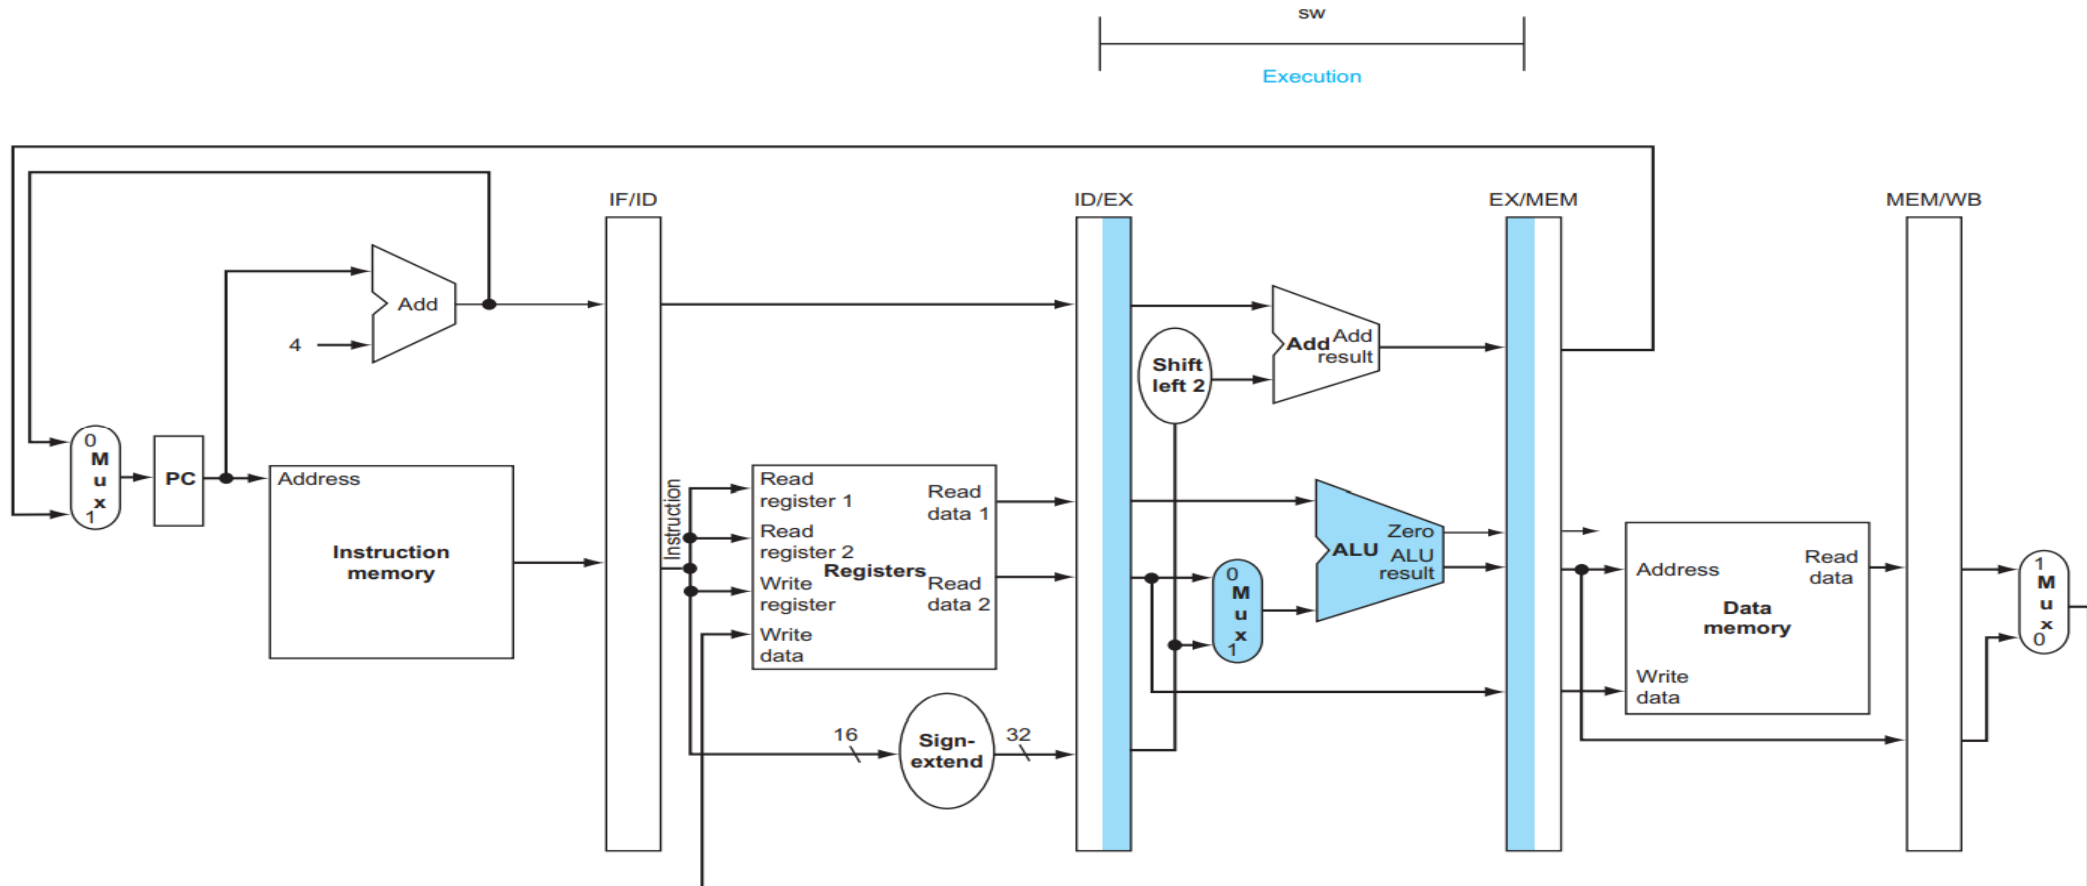 sw
Execution
IF/ID
ID/EX
EX/MEM
MEM/WB
Add
4
Add
Add
result
Shift
left 2
0
M
u
x
1
PC
Address
Instruction
memory
Instruction
Read
register 1
Read
register 2
Write
register
Write
data
Registers
Read
data 1
Read
data 2
16
Sign-
extend
32
0
M
u
x
1
ALU
Zero
ALU
result
Address
Read
data
Data
memory
Write
data
1
M
u
x
0